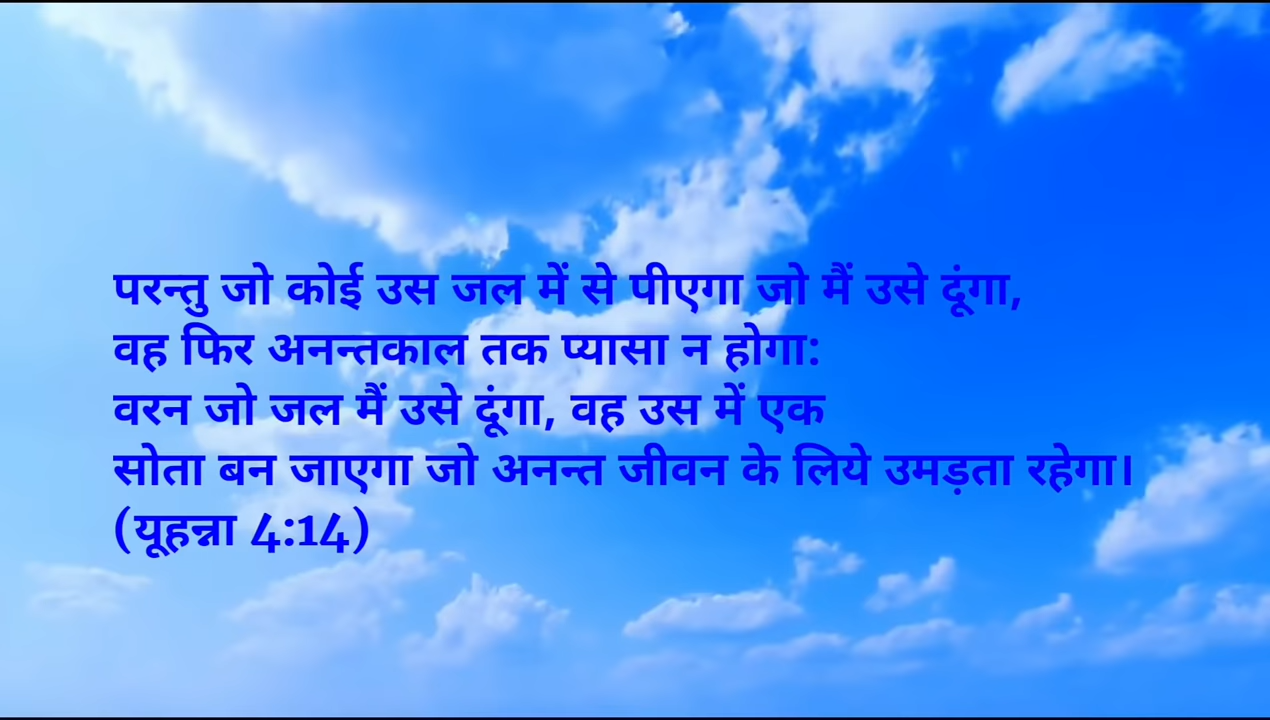 परन्तु जो कोई उस जल में से पीएगा जो मैं उसे दूंगा,
वह फिर अनन्तकाल तक प्यासा न होगा:
वरन जो जल मैं उसे दूंगा, वह उस में एक
सोता बन जाएगा जो अनन्त जीवन के लिये उमड़ता रहेगा।
(यूहन्ना 4:14)